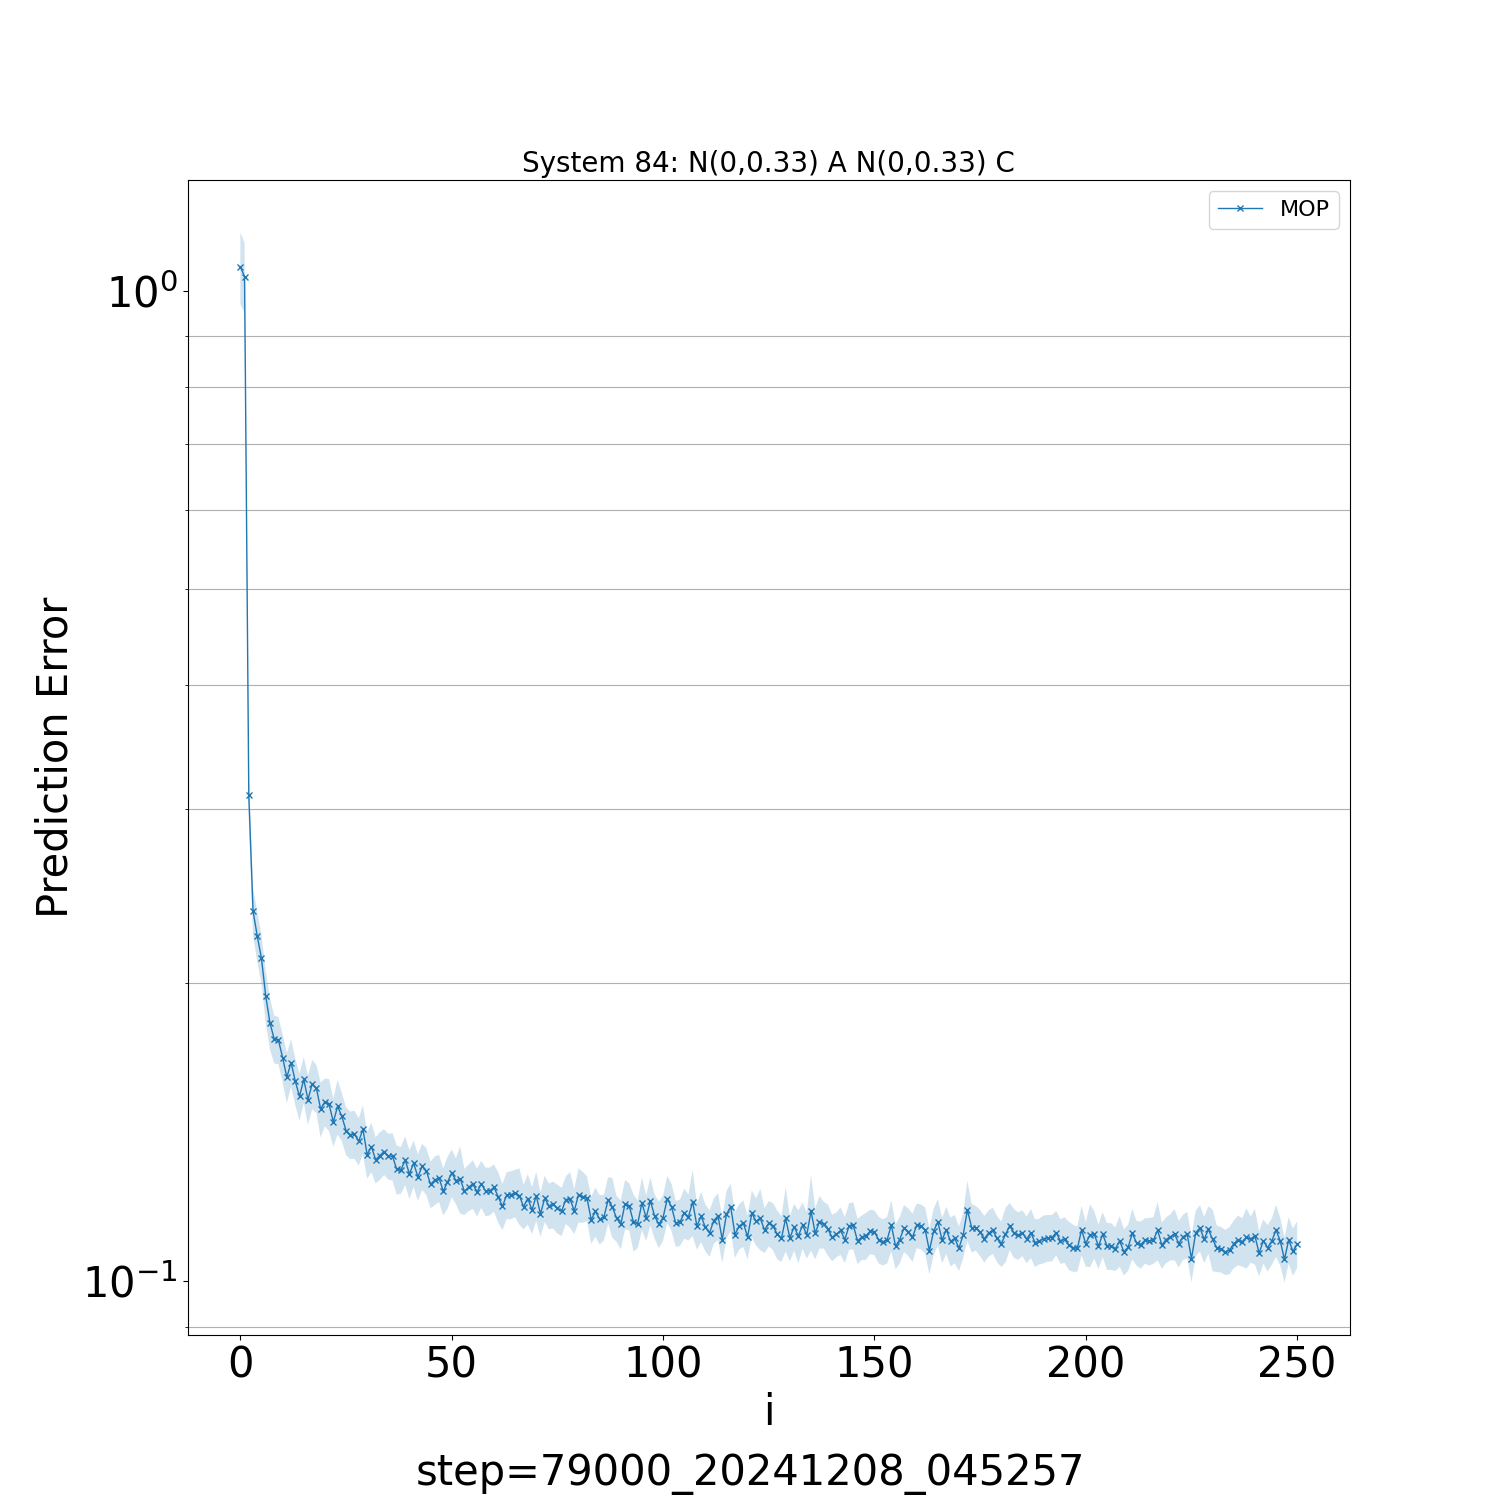 System 84: N(0,0.33) A N(0,0.33) C
MOP
10⁰
10⁻¹
Prediction Error
0 50 100 150 200 250
i
step=79000_20241208_045257